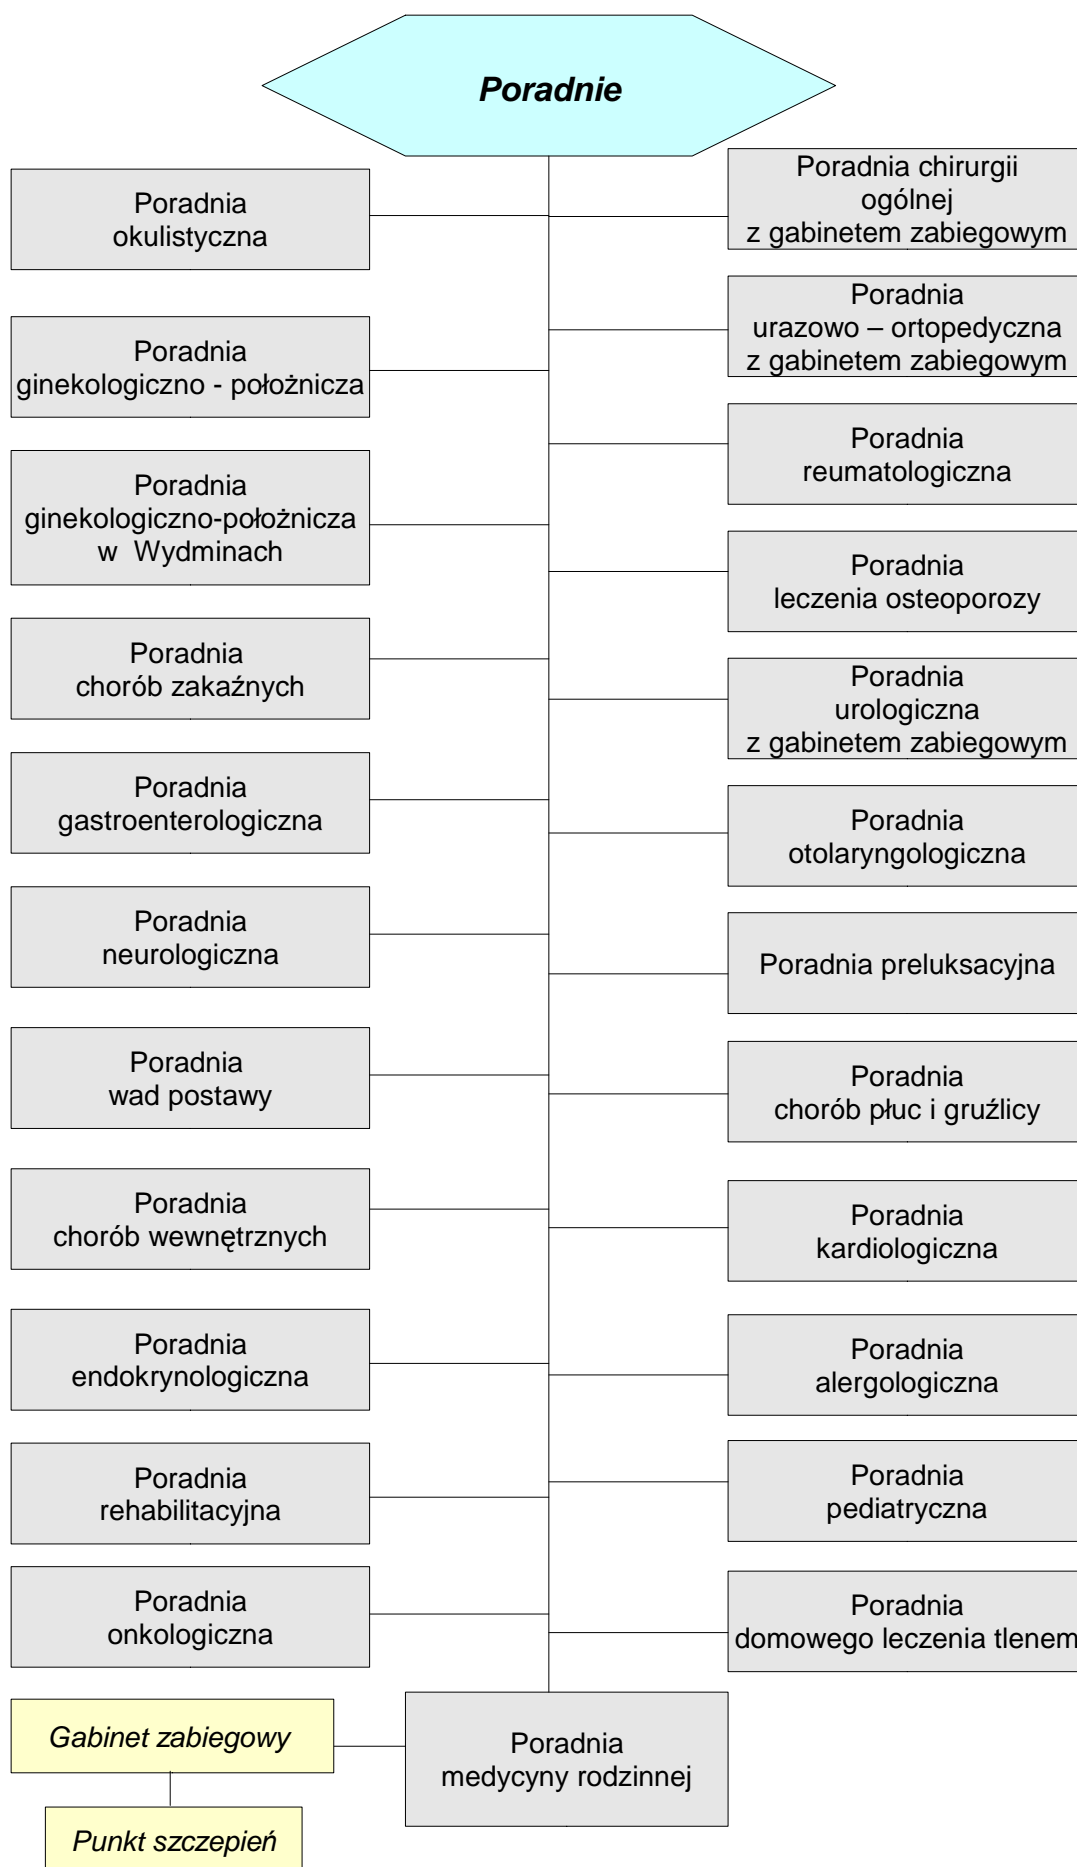 Poradnie
Poradnia
okulistyczna
Poradnia
ginekologiczno - położnicza
Poradnia
ginekologiczno-położnicza
w Wydminach
Poradnia
chorób zakaźnych
Poradnia
gastroenterologiczna
Poradnia
neurologiczna
Poradnia
wad postawy
Poradnia
chorób wewnętrznych
Poradnia
endokrynologiczna
Poradnia
rehabilitacyjna
Poradnia
onkologiczna
Poradnia chirurgii
ogólnej
z gabinetem zabiegowym
Poradnia
urazowo – ortopedyczna
z gabinetem zabiegowym
Poradnia
reumatologiczna
Poradnia
leczenia osteoporozy
Poradnia
urologiczna
z gabinetem zabiegowym
Poradnia
otolaryngologiczna
Poradnia preluksacyjna
Poradnia
chorób płuc i gruźlicy
Poradnia
kardiologiczna
Poradnia
alergologiczna
Poradnia
pediatryczna
Poradnia
domowego leczenia tlenem
Poradnia
medycyny rodzinnej
Gabinet zabiegowy
Punkt szczepień